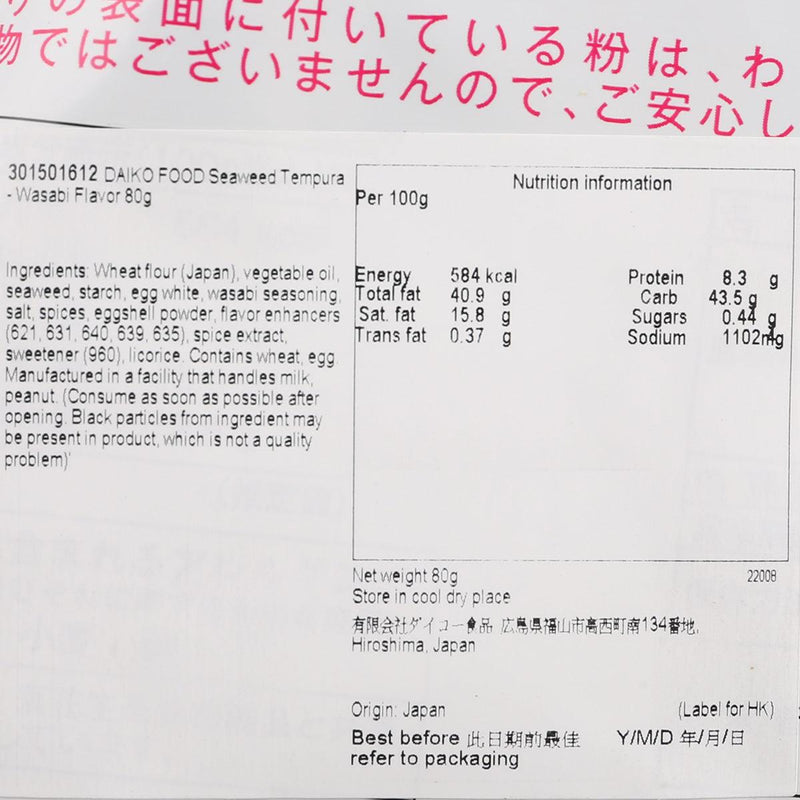 の表面に付いている粉は、わ
物ではございませんので、ご安心し
301501612 DAIKO FOOD Seaweed Tempura
- Wasabi Flavor 80g
Ingredients: Wheat flour (Japan), vegetable oil,
seaweed, starch, egg white, wasabi seasoning,
salt, spices, eggshell powder, flavor enhancers
(621, 631, 640, 639, 635), spice extract,
sweetener (960), licorice. Contains wheat, egg.
Manufactured in a facility that handles milk,
peanut. (Consume as soon as possible after
opening. Black particles from ingredient may
be present in product, which is not a quality
problem)'
Nutrition information
Per 100g
Energy 584 kcal Protein 8.3 g
Total fat 40.9 g Carb 43.5 g
Sat. fat 15.8 g Sugars 0.44 g
Trans fat 0.37 g Sodium 1102mg
Net weight 80g 22008
Store in cool dry place
有限会社ダイコー食品 広島県福山市高西町南134番地,
Hiroshima, Japan
Origin: Japan (Label for HK)
Best before 此日期前最佳 Y/M/D 年/月/日
refer to packaging